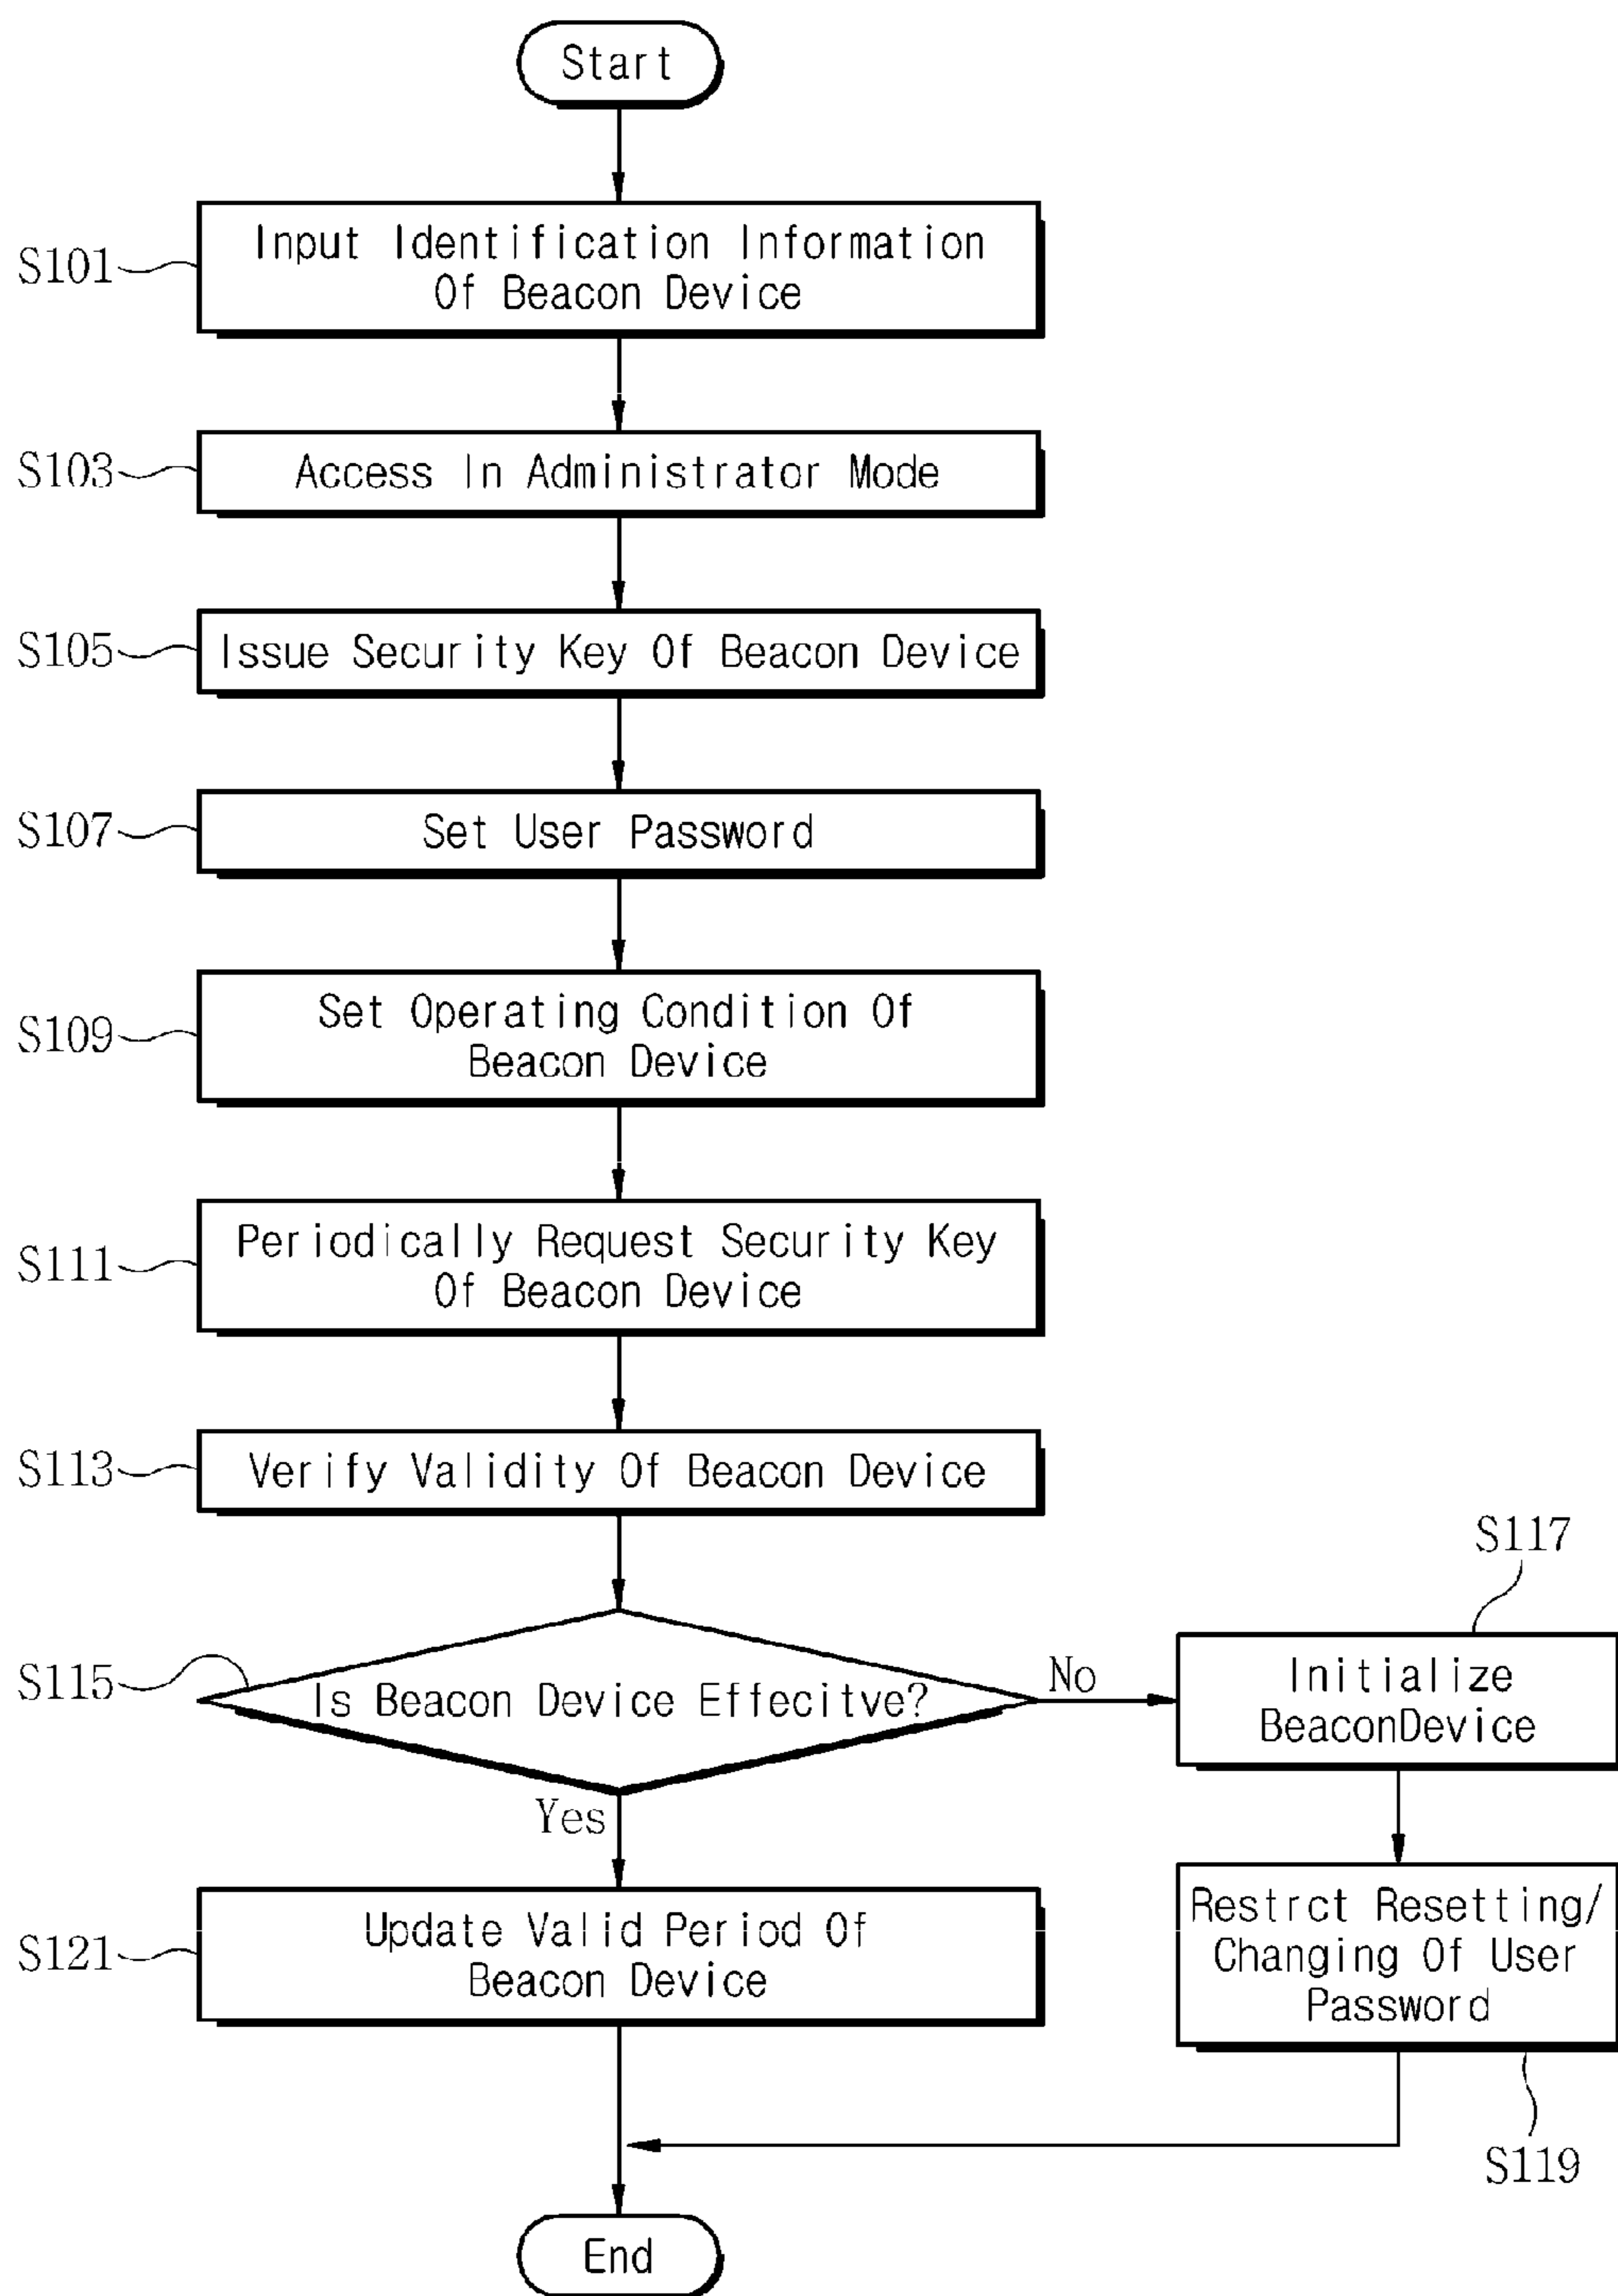 Start
S101
Input Identification Information
Of Beacon Device
S103
Access In Administrator Mode
S105
Issue Security Key Of Beacon Device
S107
Set User Password
S109
Set Operating Condition Of
Beacon Device
S111
Periodically Request Security Key
Of Beacon Device
S113
Verify Validity Of Beacon Device
S115
Is Beacon Device Effecitve?
No
S117
Initialize
BeaconDevice
Yes
S121
Update Valid Period Of
Beacon Device
Restrct Resetting/
Changing Of User
Password
S119
End